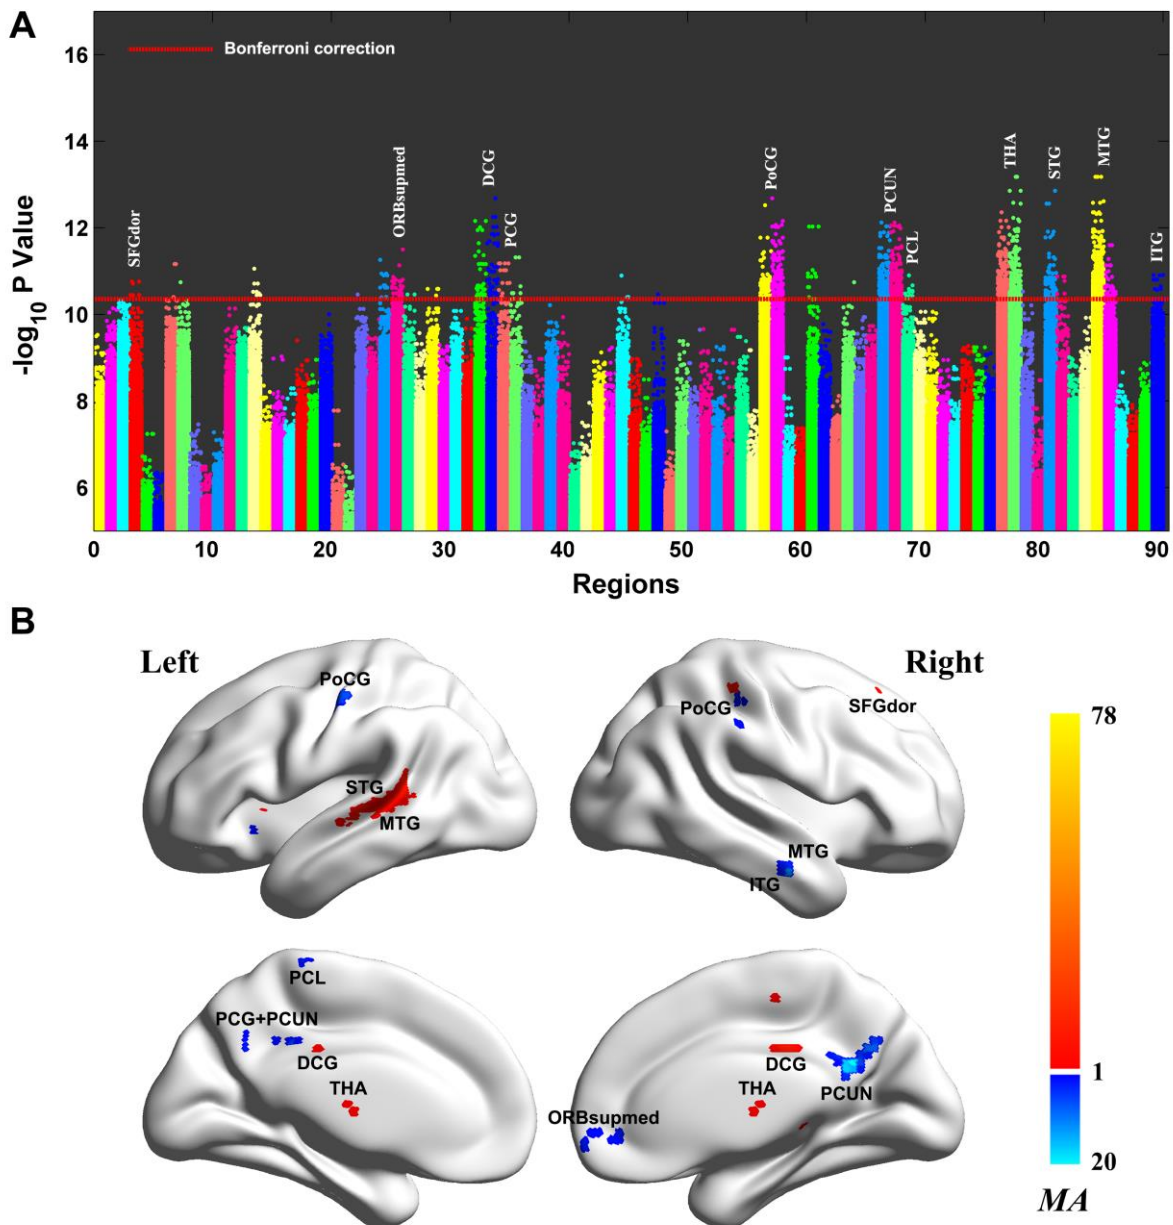 A
16
Bonferroni correction
14
12
10
8
6
-log10 P Value
SFGdor
ORBsupmed
DCG
PCG
PoCG
PCUN
PCL
THA
STG
MTG
ITG
0 10 20 30 40 50 60 70 80 90
Regions
B
Left
Right
PoCG
PoCG
SFGdor
STG
MTG
MTG
ITG
PCL
PCG+PCUN
DCG
THA
DCG
THA
PCUN
ORBsupmed
78
1
20
MA